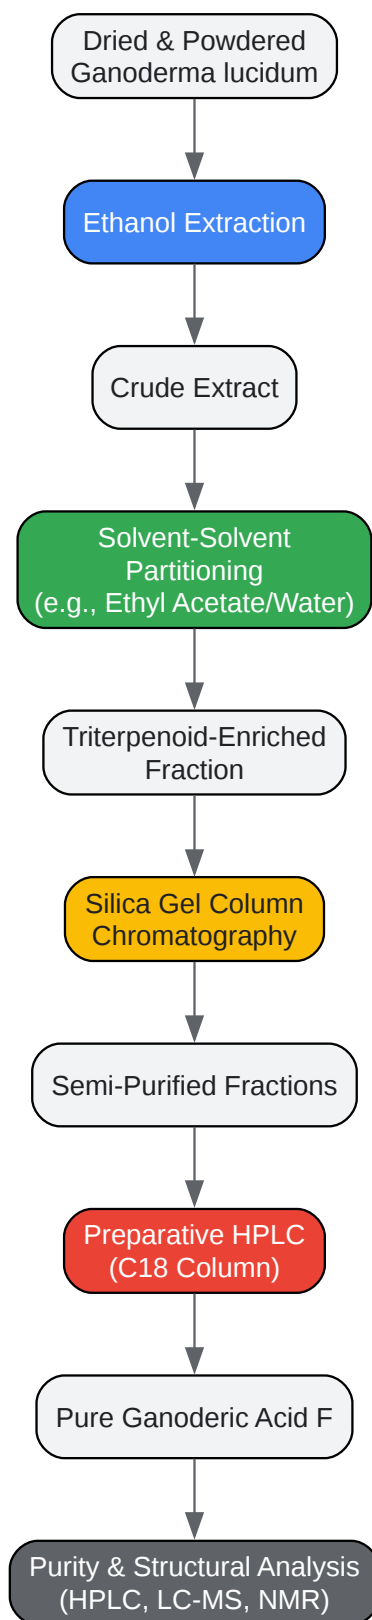 Dried & Powdered
Ganoderma lucidum
Ethanol Extraction
Crude Extract
Solvent-Solvent
Partitioning
(e.g., Ethyl Acetate/Water)
Triterpenoid-Enriched
Fraction
Silica Gel Column
Chromatography
Semi-Purified Fractions
Preparative HPLC
(C18 Column)
Pure Ganoderic Acid F
Purity & Structural Analysis
(HPLC, LC-MS, NMR)